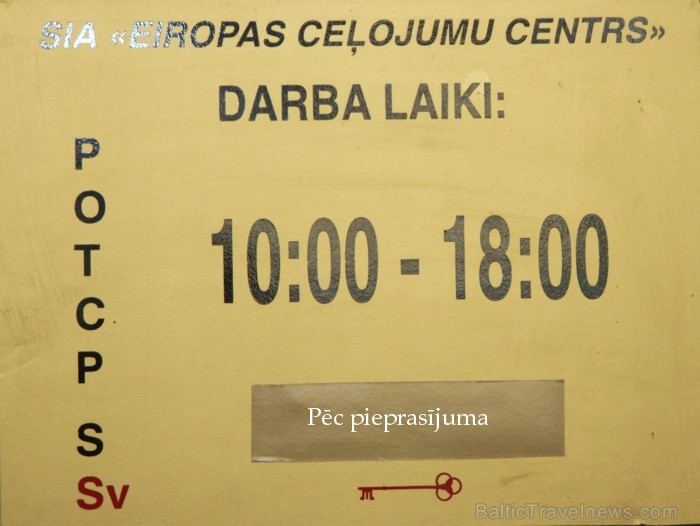 SIA «EIROPAS CEĻOJUMU CENTRS»
DARBA LAIKI:
P
O
T
C
P
10:00 - 18:00
S Pēc pieprasījuma
Sv
BalticTravelnews.com